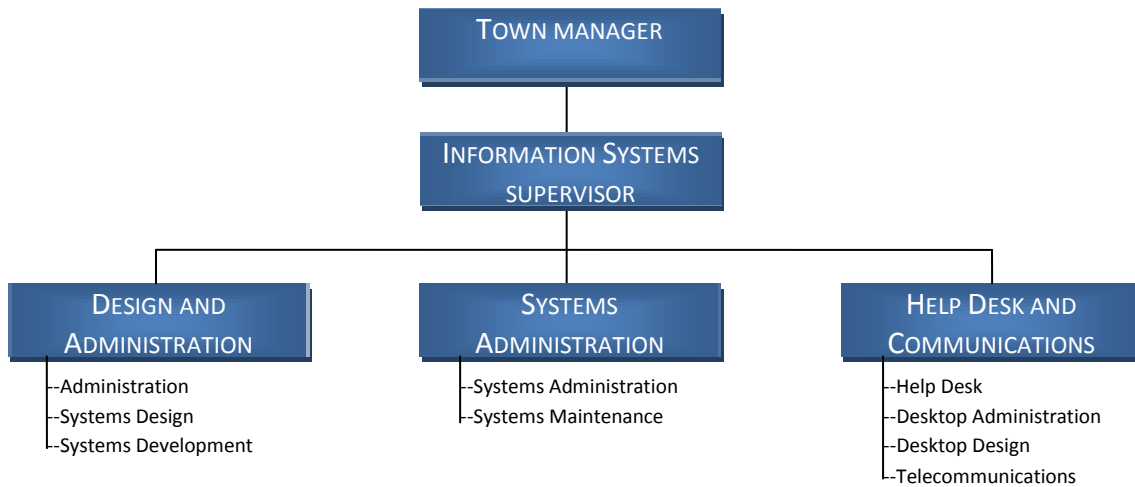 TOWN MANAGER
INFORMATION SYSTEMS
SUPERVISOR
DESIGN AND
ADMINISTRATION
--Administration
--Systems Design
--Systems Development
SYSTEMS
ADMINISTRATION
--Systems Administration
--Systems Maintenance
HELP DESK AND
COMMUNICATIONS
--Help Desk
--Desktop Administration
--Desktop Design
--Telecommunications